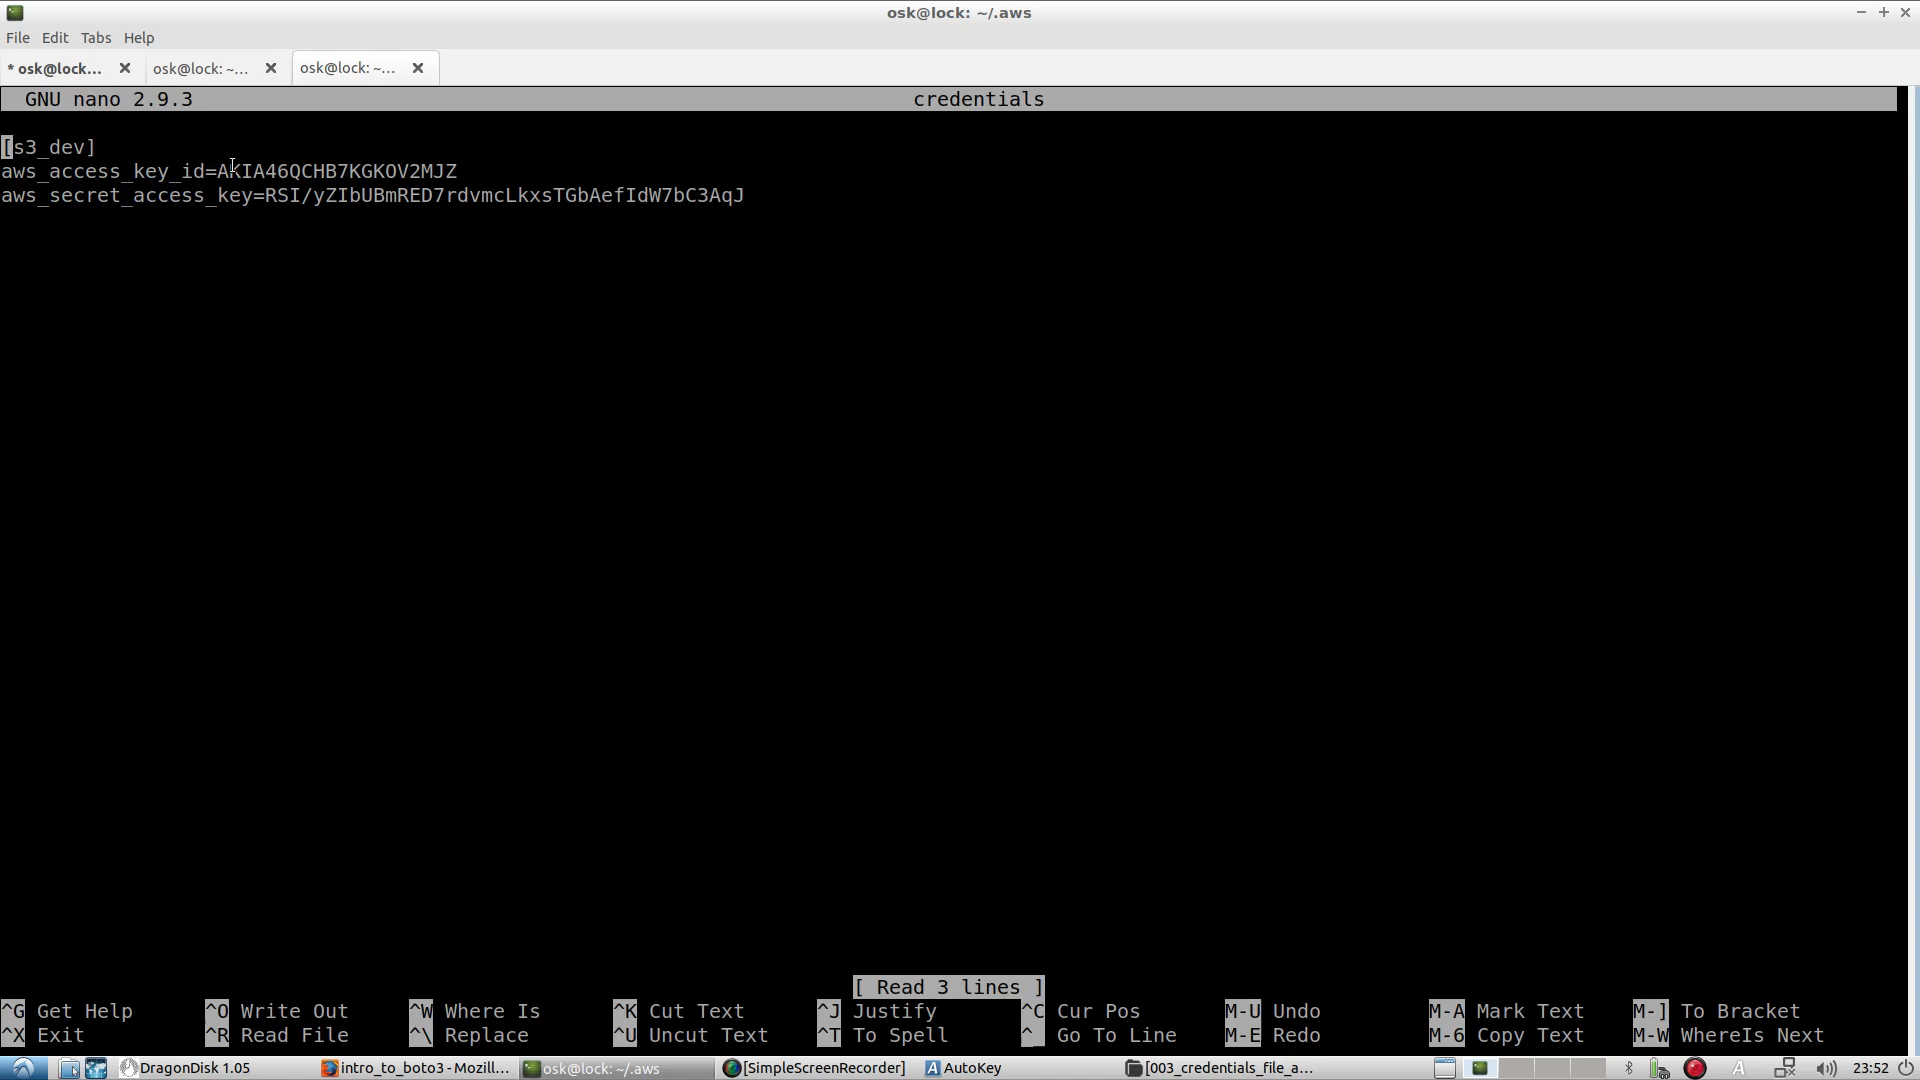 osk@lock: ~/.aws
File Edit Tabs Help
* osk@lock... osk@lock: ~... osk@lock: ~...
GNU nano 2.9.3 credentials
[s3_dev]
aws_access_key_id=AKIA46QCHB7KGKOV2MJZ
aws_secret_access_key=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
[ Read 3 lines ]
^G Get Help ^O Write Out ^W Where Is ^K Cut Text ^J Justify ^C Cur Pos M-U Undo M-A Mark Text M-] To Bracket
^X Exit ^R Read File ^\ Replace ^U Uncut Text ^T To Spell ^_ Go To Line M-E Redo M-6 Copy Text M-W WhereIs Next
DragonDisk 1.05 intro_to_boto3 - Mozill... osk@lock: ~/.aws [SimpleScreenRecorder] AutoKey [003_credentials_file_a... 23:52